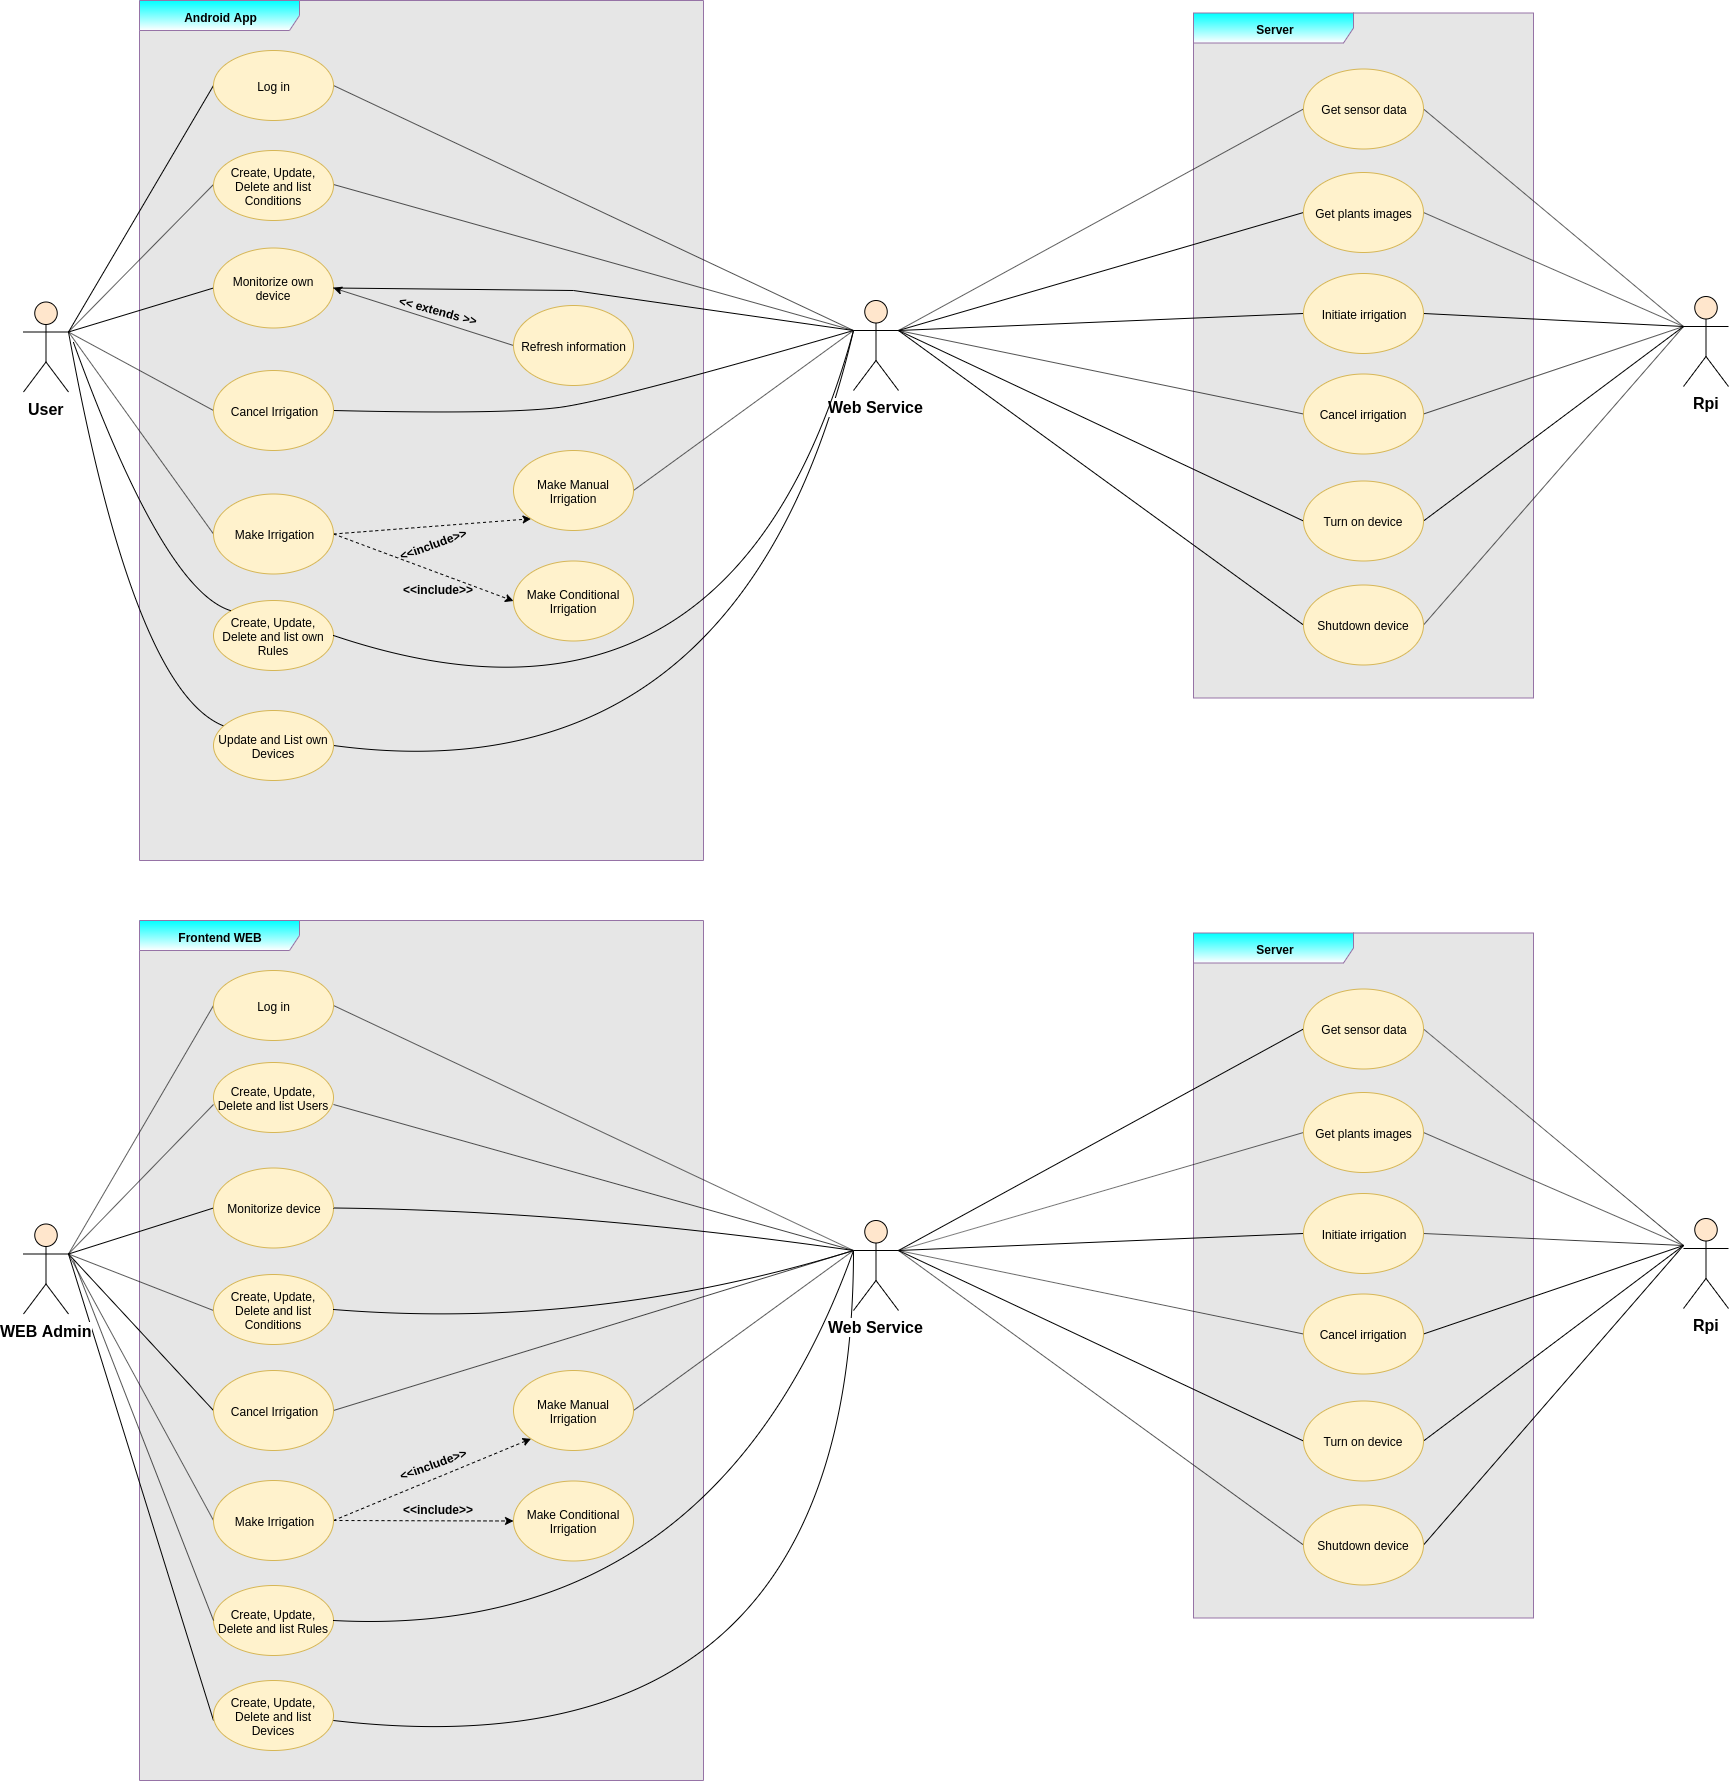 Android App
Log in
Create, Update,
Delete and list
Conditions
Monitorize own
device
<< extends >>
Refresh information
Cancel Irrigation
Make Manual
Irrigation
Make Irrigation
<<include>>
<<include>>
Make Conditional
Irrigation
Create, Update,
Delete and list own
Rules
Update and List own
Devices
User
Web Service
Server
Get sensor data
Get plants images
Initiate irrigation
Cancel irrigation
Turn on device
Shutdown device
Rpi
Frontend WEB
Log in
Create, Update,
Delete and list Users
Monitorize device
Create, Update,
Delete and list
Conditions
Cancel Irrigation
Make Manual
Irrigation
<<include>>
<<include>>
Make Irrigation
Make Conditional
Irrigation
Create, Update,
Delete and list Rules
Create, Update,
Delete and list
Devices
WEB Admin
Web Service
Server
Get sensor data
Get plants images
Initiate irrigation
Cancel irrigation
Turn on device
Shutdown device
Rpi